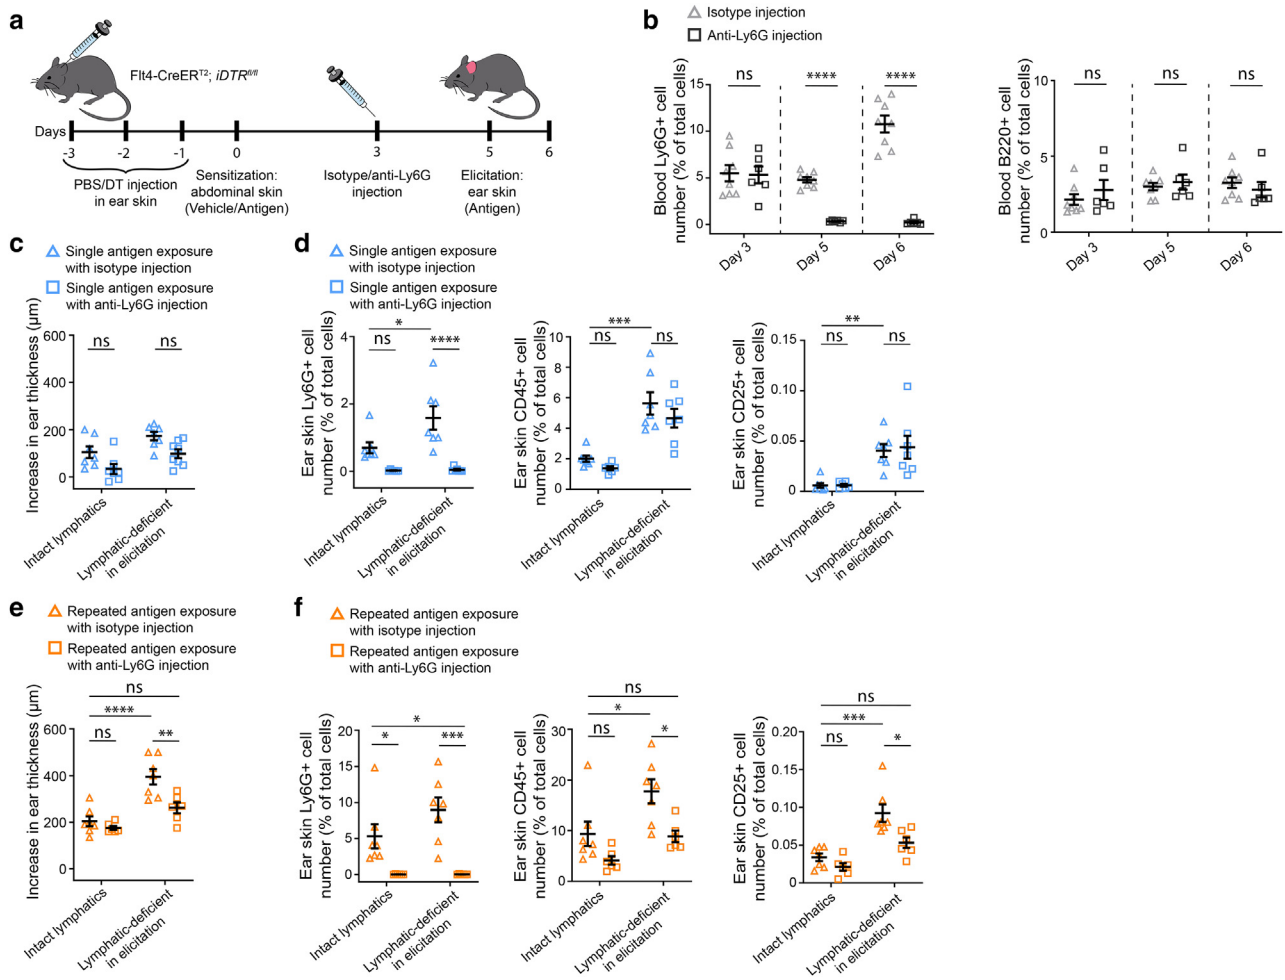 a
Flt4-CreERT2; iDTRfl/fl
Days
-3
-2
-1
0
3
5
6
PBS/DT injection
in ear skin
Sensitization:
abdominal skin
(Vehicle/Antigen)
Isotype/anti-Ly6G
injection
Elicitation:
ear skin
(Antigen)
b
Isotype injection
Anti-Ly6G injection
Blood Ly6G+ cell
number (% of total cells)
15
10
5
0
ns
****
****
Day 3
Day 5
Day 6
Blood B220+ cell
number (% of total cells)
10
5
0
ns
ns
ns
Day 3
Day 5
Day 6
c
Single antigen exposure
with isotype injection
Single antigen exposure
with anti-Ly6G injection
Increase in ear thickness (µm)
600
400
200
0
ns
ns
Intact lymphatics
Lymphatic-deficient
in elicitation
d
Single antigen exposure
with isotype injection
Single antigen exposure
with anti-Ly6G injection
Ear skin Ly6G+ cell
number (% of total cells)
4
2
0
*
ns
****
Intact lymphatics
Lymphatic-deficient
in elicitation
Ear skin CD45+ cell
number (% of total cells)
10
8
6
4
2
0
***
ns
ns
Intact lymphatics
Lymphatic-deficient
in elicitation
Ear skin CD25+ cell
number (% of total cells)
0.15
0.10
0.05
0
**
ns
ns
Intact lymphatics
Lymphatic-deficient
in elicitation
e
Repeated antigen exposure
with isotype injection
Repeated antigen exposure
with anti-Ly6G injection
Increase in ear thickness (µm)
600
400
200
0
ns
****
ns
**
Intact lymphatics
Lymphatic-deficient
in elicitation
f
Repeated antigen exposure
with isotype injection
Repeated antigen exposure
with anti-Ly6G injection
Ear skin Ly6G+ cell
number (% of total cells)
20
15
10
5
0
*
*
***
Intact lymphatics
Lymphatic-deficient
in elicitation
Ear skin CD45+ cell
number (% of total cells)
30
20
10
0
ns
*
ns
*
Intact lymphatics
Lymphatic-deficient
in elicitation
Ear skin CD25+ cell
number (% of total cells)
0.20
0.15
0.10
0.05
0
ns
***
ns
*
Intact lymphatics
Lymphatic-deficient
in elicitation